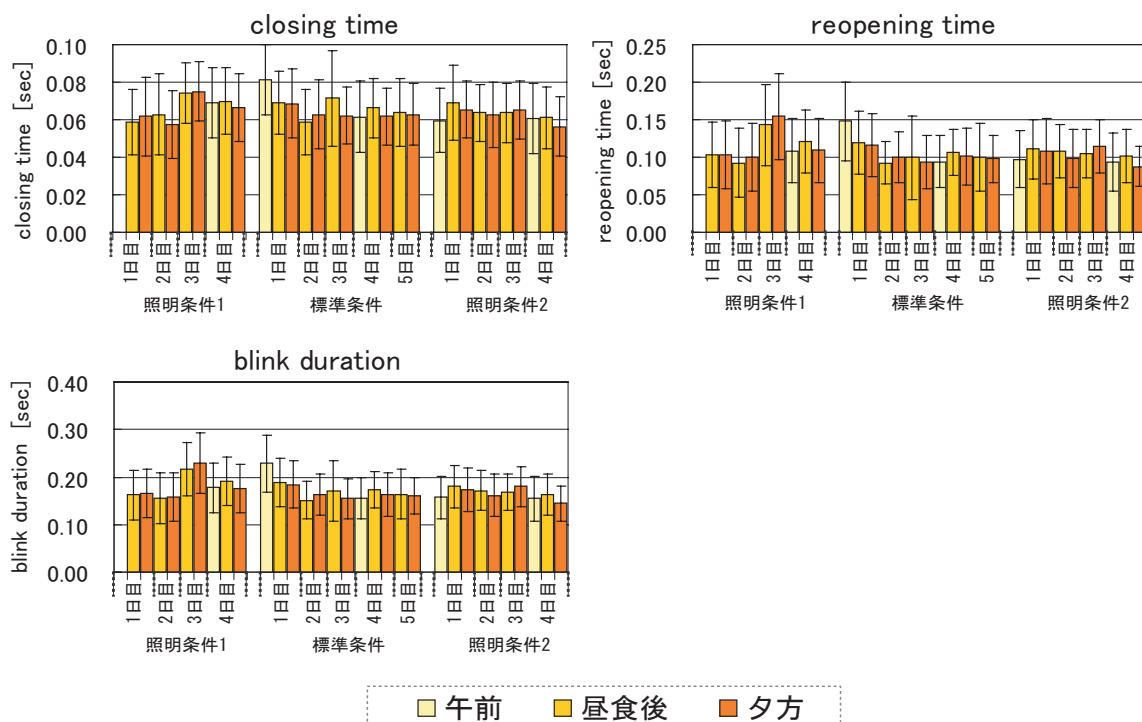 closing time
closing time [sec]
0.10
0.08
0.06
0.04
0.02
0.00
1日目
2日目
3日目
4日目
1日目
2日目
3日目
4日目
5日目
1日目
2日目
3日目
4日目
照明条件1
標準条件
照明条件2
reopening time
reopening time [sec]
0.25
0.20
0.15
0.10
0.05
0.00
1日目
2日目
3日目
4日目
1日目
2日目
3日目
4日目
5日目
1日目
2日目
3日目
4日目
照明条件1
標準条件
照明条件2
blink duration
blink duration [sec]
0.40
0.30
0.20
0.10
0.00
1日目
2日目
3日目
4日目
1日目
2日目
3日目
4日目
5日目
1日目
2日目
3日目
4日目
照明条件1
標準条件
照明条件2
午前 昼食後 夕方